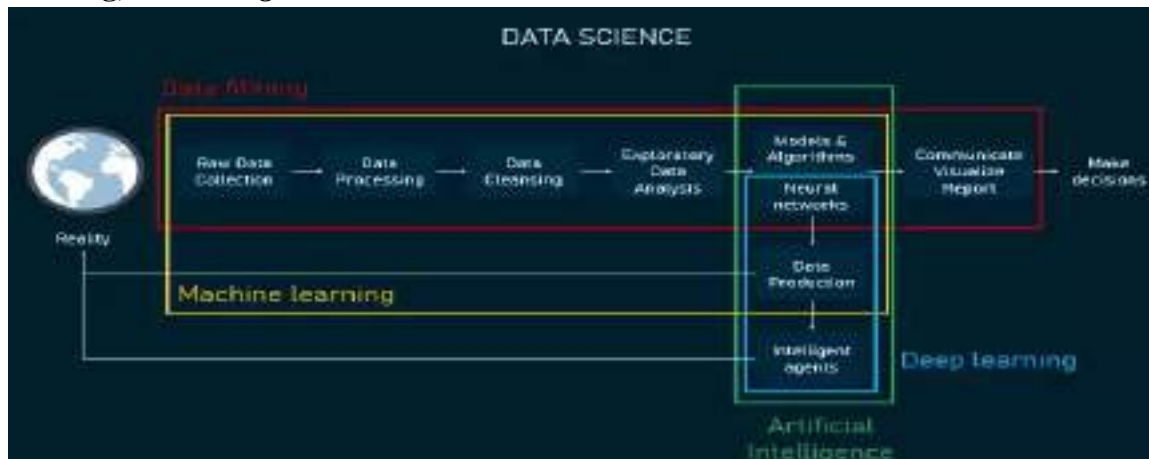 DATA SCIENCE
Data Mining
Raw Data
Collection
Data
Processing
Data
Cleansing
Exploratory
Data
Analysis
Models &
Algorithms
Neural
networks
Communicate
Visualize
Report
Make
decisions
Reality
Data
Production
Machine learning
Intelligent
agents
Deep learning
Artificial
Intelligence